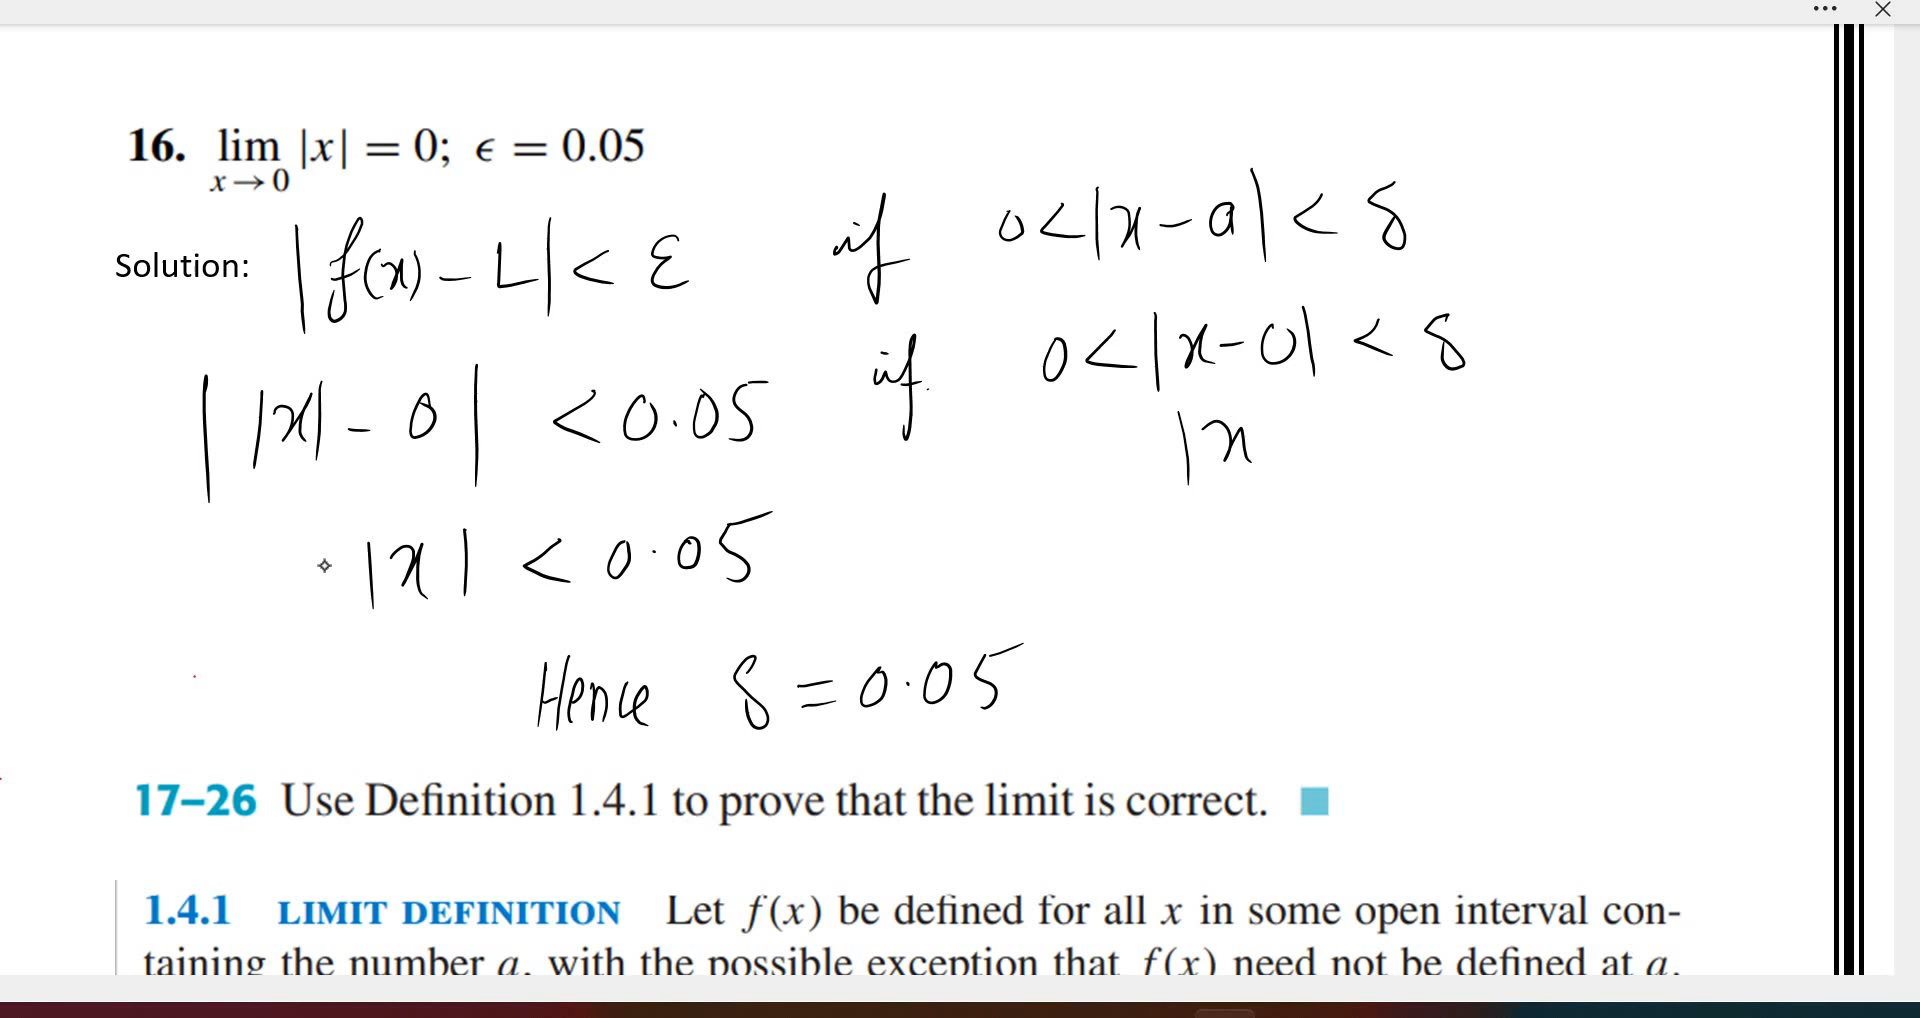 16. lim |x| = 0; ϵ = 0.05
x→0
Solution: |f(x) - L| < ε if 0 < |x - a| < δ
| |x| - 0 | < 0.05 if 0 < |x - 0| < δ
|x
|x| < 0.05
Hence δ = 0.05
17–26 Use Definition 1.4.1 to prove that the limit is correct.
1.4.1 LIMIT DEFINITION Let f(x) be defined for all x in some open interval con-
taining the number a, with the possible exception that f(x) need not be defined at a.